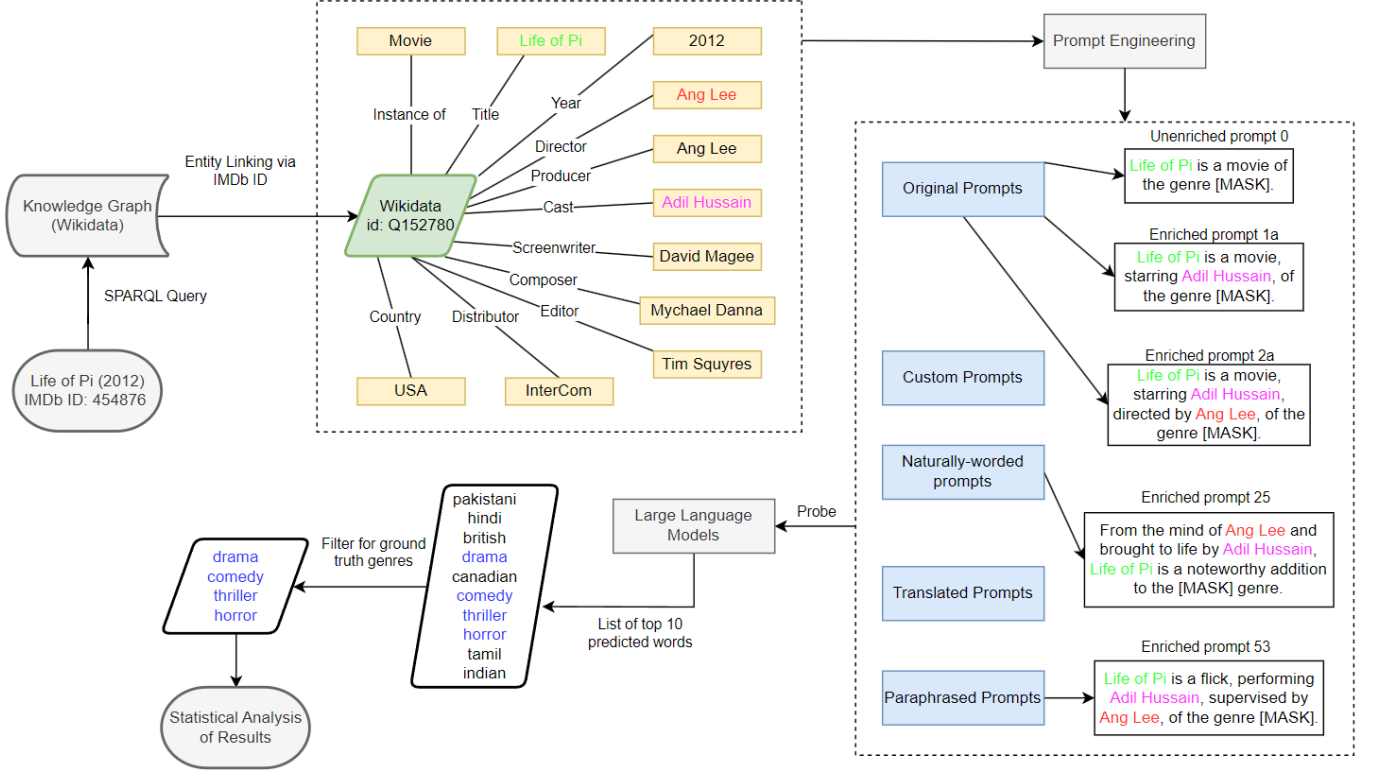 Movie
Life of Pi
2012
Prompt Engineering
Instance of
Title
Year
Ang Lee
Director
Ang Lee
Producer
Entity Linking via
IMDb ID
Knowledge Graph
(Wikidata)
Wikidata
id: Q152780
Cast
Adil Hussain
Screenwriter
David Magee
Composer
Mychael Danna
Editor
Tim Squyres
Country
Distributor
USA
InterCom
SPARQL Query
Life of Pi (2012)
IMDb ID: 454876
Original Prompts
Unenriched prompt 0
Life of Pi is a movie of
the genre [MASK].
Enriched prompt 1a
Life of Pi is a movie,
starring Adil Hussain, of
the genre [MASK].
Enriched prompt 2a
Life of Pi is a movie,
starring Adil Hussain,
directed by Ang Lee, of the
genre [MASK].
Custom Prompts
Naturally-worded
prompts
Enriched prompt 25
From the mind of Ang Lee and
brought to life by Adil Hussain,
Life of Pi is a noteworthy addition
to the [MASK] genre.
Translated Prompts
Paraphrased Prompts
Enriched prompt 53
Life of Pi is a flick, performing
Adil Hussain, supervised by
Ang Lee, of the genre [MASK].
Probe
Large Language
Models
List of top 10
predicted words
pakistani
hindi
british
drama
canadian
comedy
thriller
horror
tamil
indian
Filter for ground
truth genres
drama
comedy
thriller
horror
Statistical Analysis
of Results